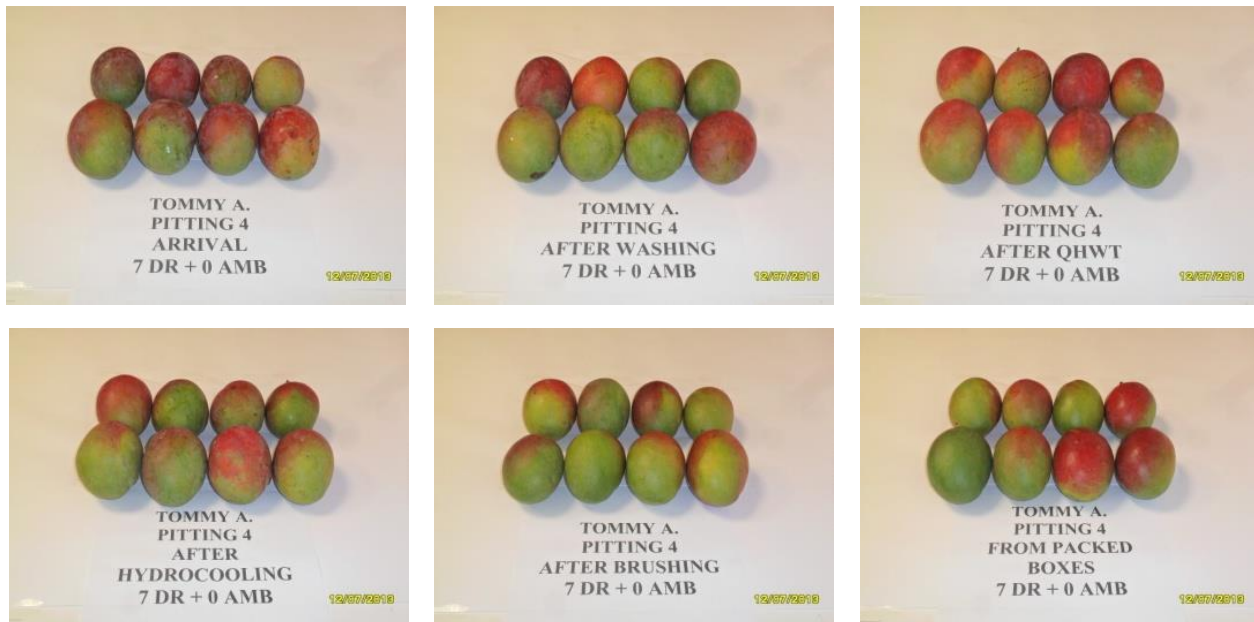 TOMMY A.
PITTING 4
ARRIVAL
7 DR + 0 AMB
12/07/2013
TOMMY A.
PITTING 4
AFTER WASHING
7 DR + 0 AMB
12/07/2013
TOMMY A.
PITTING 4
AFTER QHWT
7 DR + 0 AMB
12/07/2013
TOMMY A.
PITTING 4
AFTER
HYDROCOOLING
7 DR + 0 AMB
12/07/2013
TOMMY A.
PITTING 4
AFTER BRUSHING
7 DR + 0 AMB
12/07/2013
TOMMY A.
PITTING 4
FROM PACKED
BOXES
7 DR + 0 AMB
12/07/2013